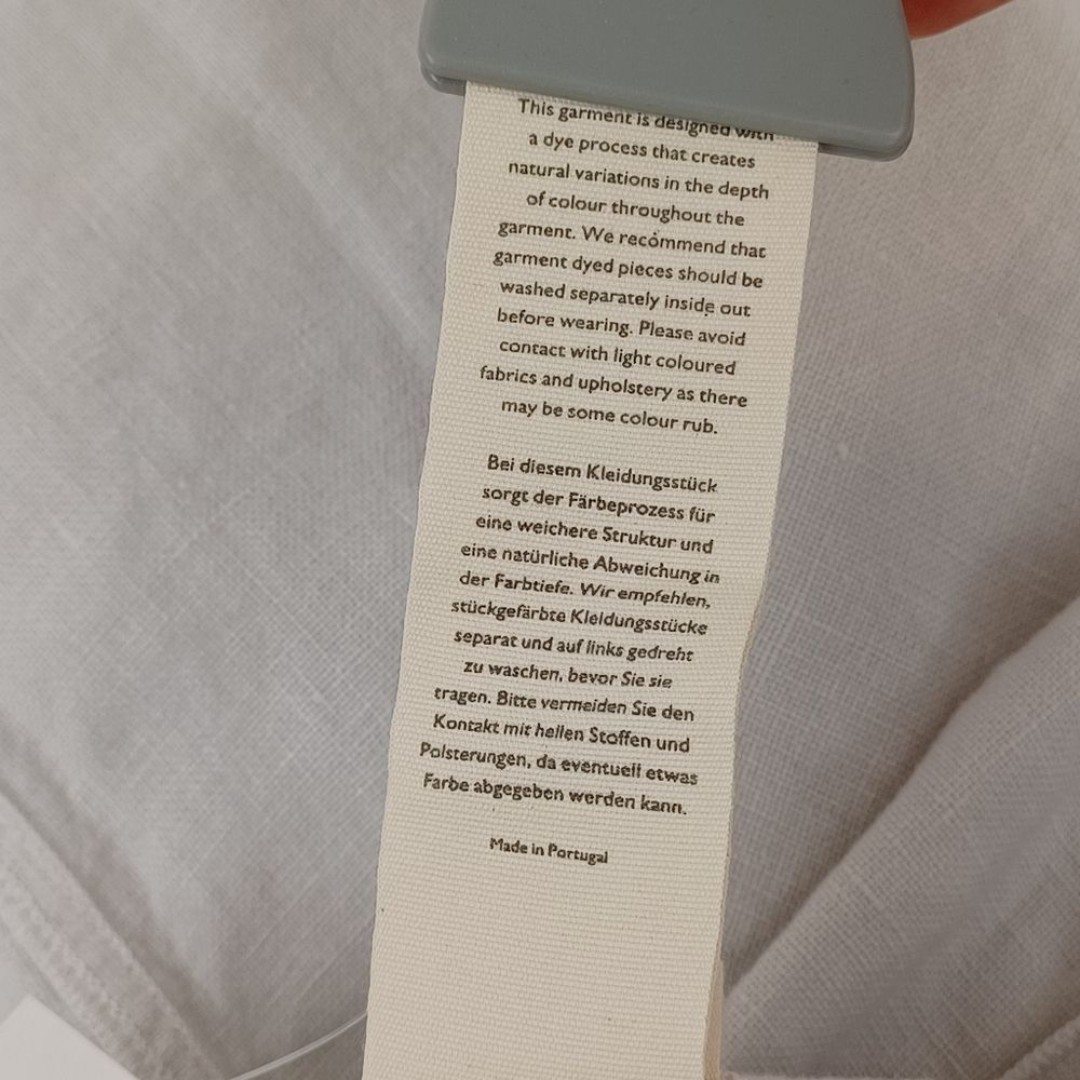 This garment is designed with
a dye process that creates
natural variations in the depth
of colour throughout the
garment. We recommend that
garment dyed pieces should be
washed separately inside out
before wearing. Please avoid
contact with light coloured
fabrics and upholstery as there
may be some colour rub.
Bei diesem Kleidungsstück
sorgt der Färbeprozess für
eine weichere Struktur und
eine natürliche Abweichung in
der Farbtiefe. Wir empfehlen,
stückgefärbte Kleidungsstücke
separat und auf links gedreht
zu waschen, bevor Sie sie
tragen. Bitte vermeiden Sie den
Kontakt mit hellen Stoffen und
Polsterungen, da eventuell etwas
Farbe abgegeben werden kann.
Made in Portugal